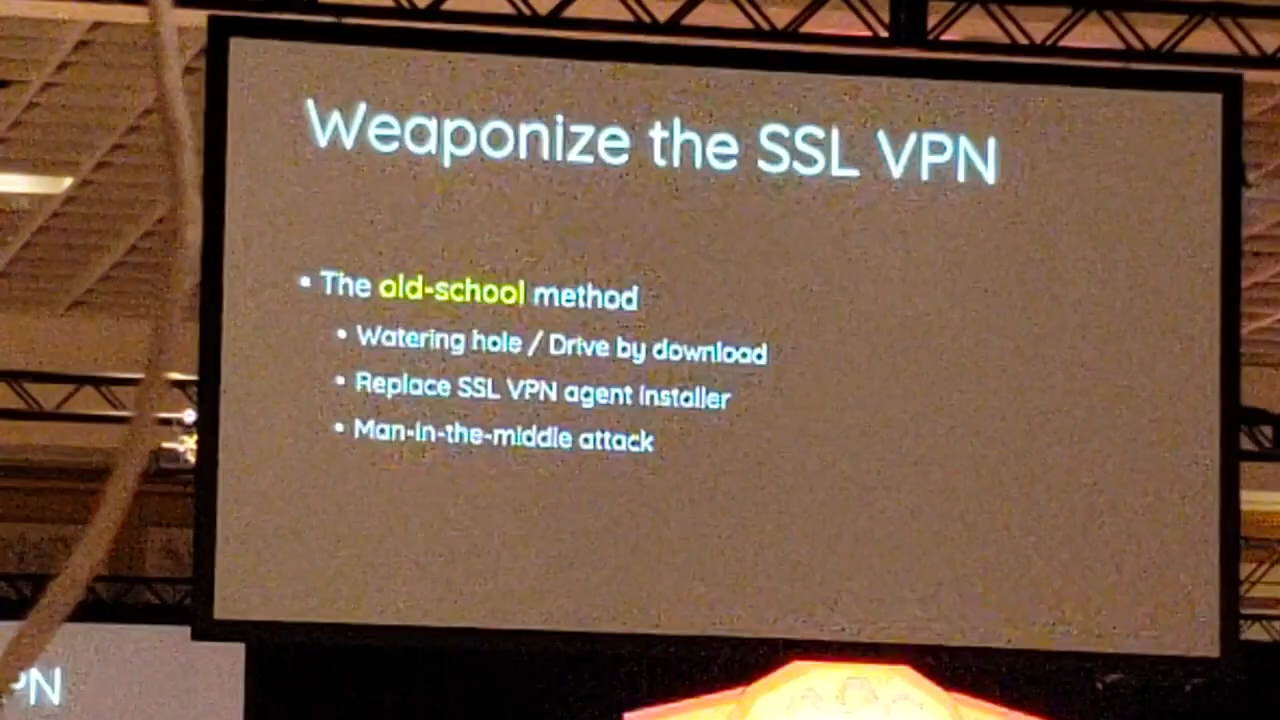 Weaponize the SSL VPN
• The old-school method
• Watering hole / Drive by download
• Replace SSL VPN agent installer
• Man-in-the-middle attack
PN